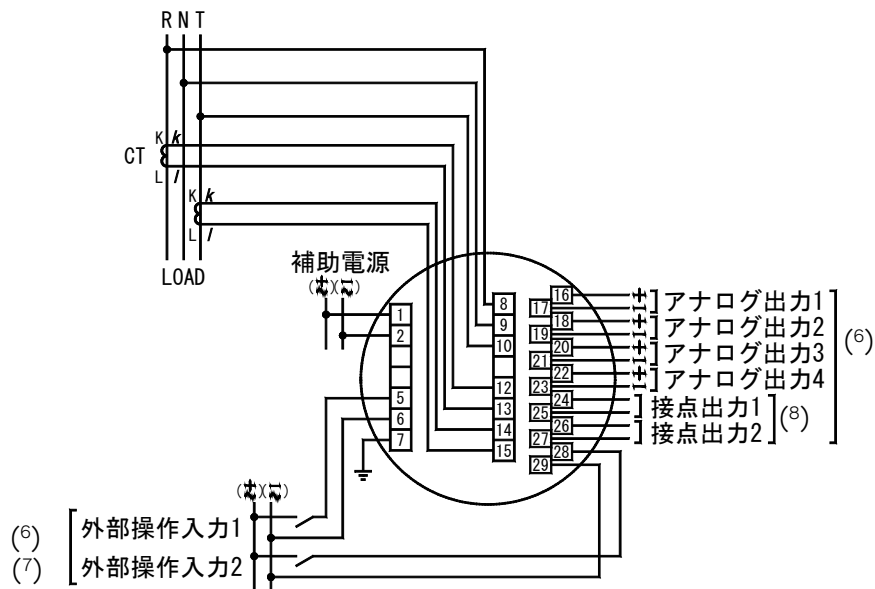 R N T
K k
CT
L l
K k
L l
LOAD
補助電源
(+)(-)
1
2
5
6
7
8
9
10
12
13
14
15
16
17
18
19
20
21
22
23
24
25
26
27
28
29
+
- アナログ出力1
+
- アナログ出力2
+
- アナログ出力3
+
- アナログ出力4
(6)
接点出力1
接点出力2
(8)
(+)(-)
(6) 外部操作入力1
(7) 外部操作入力2